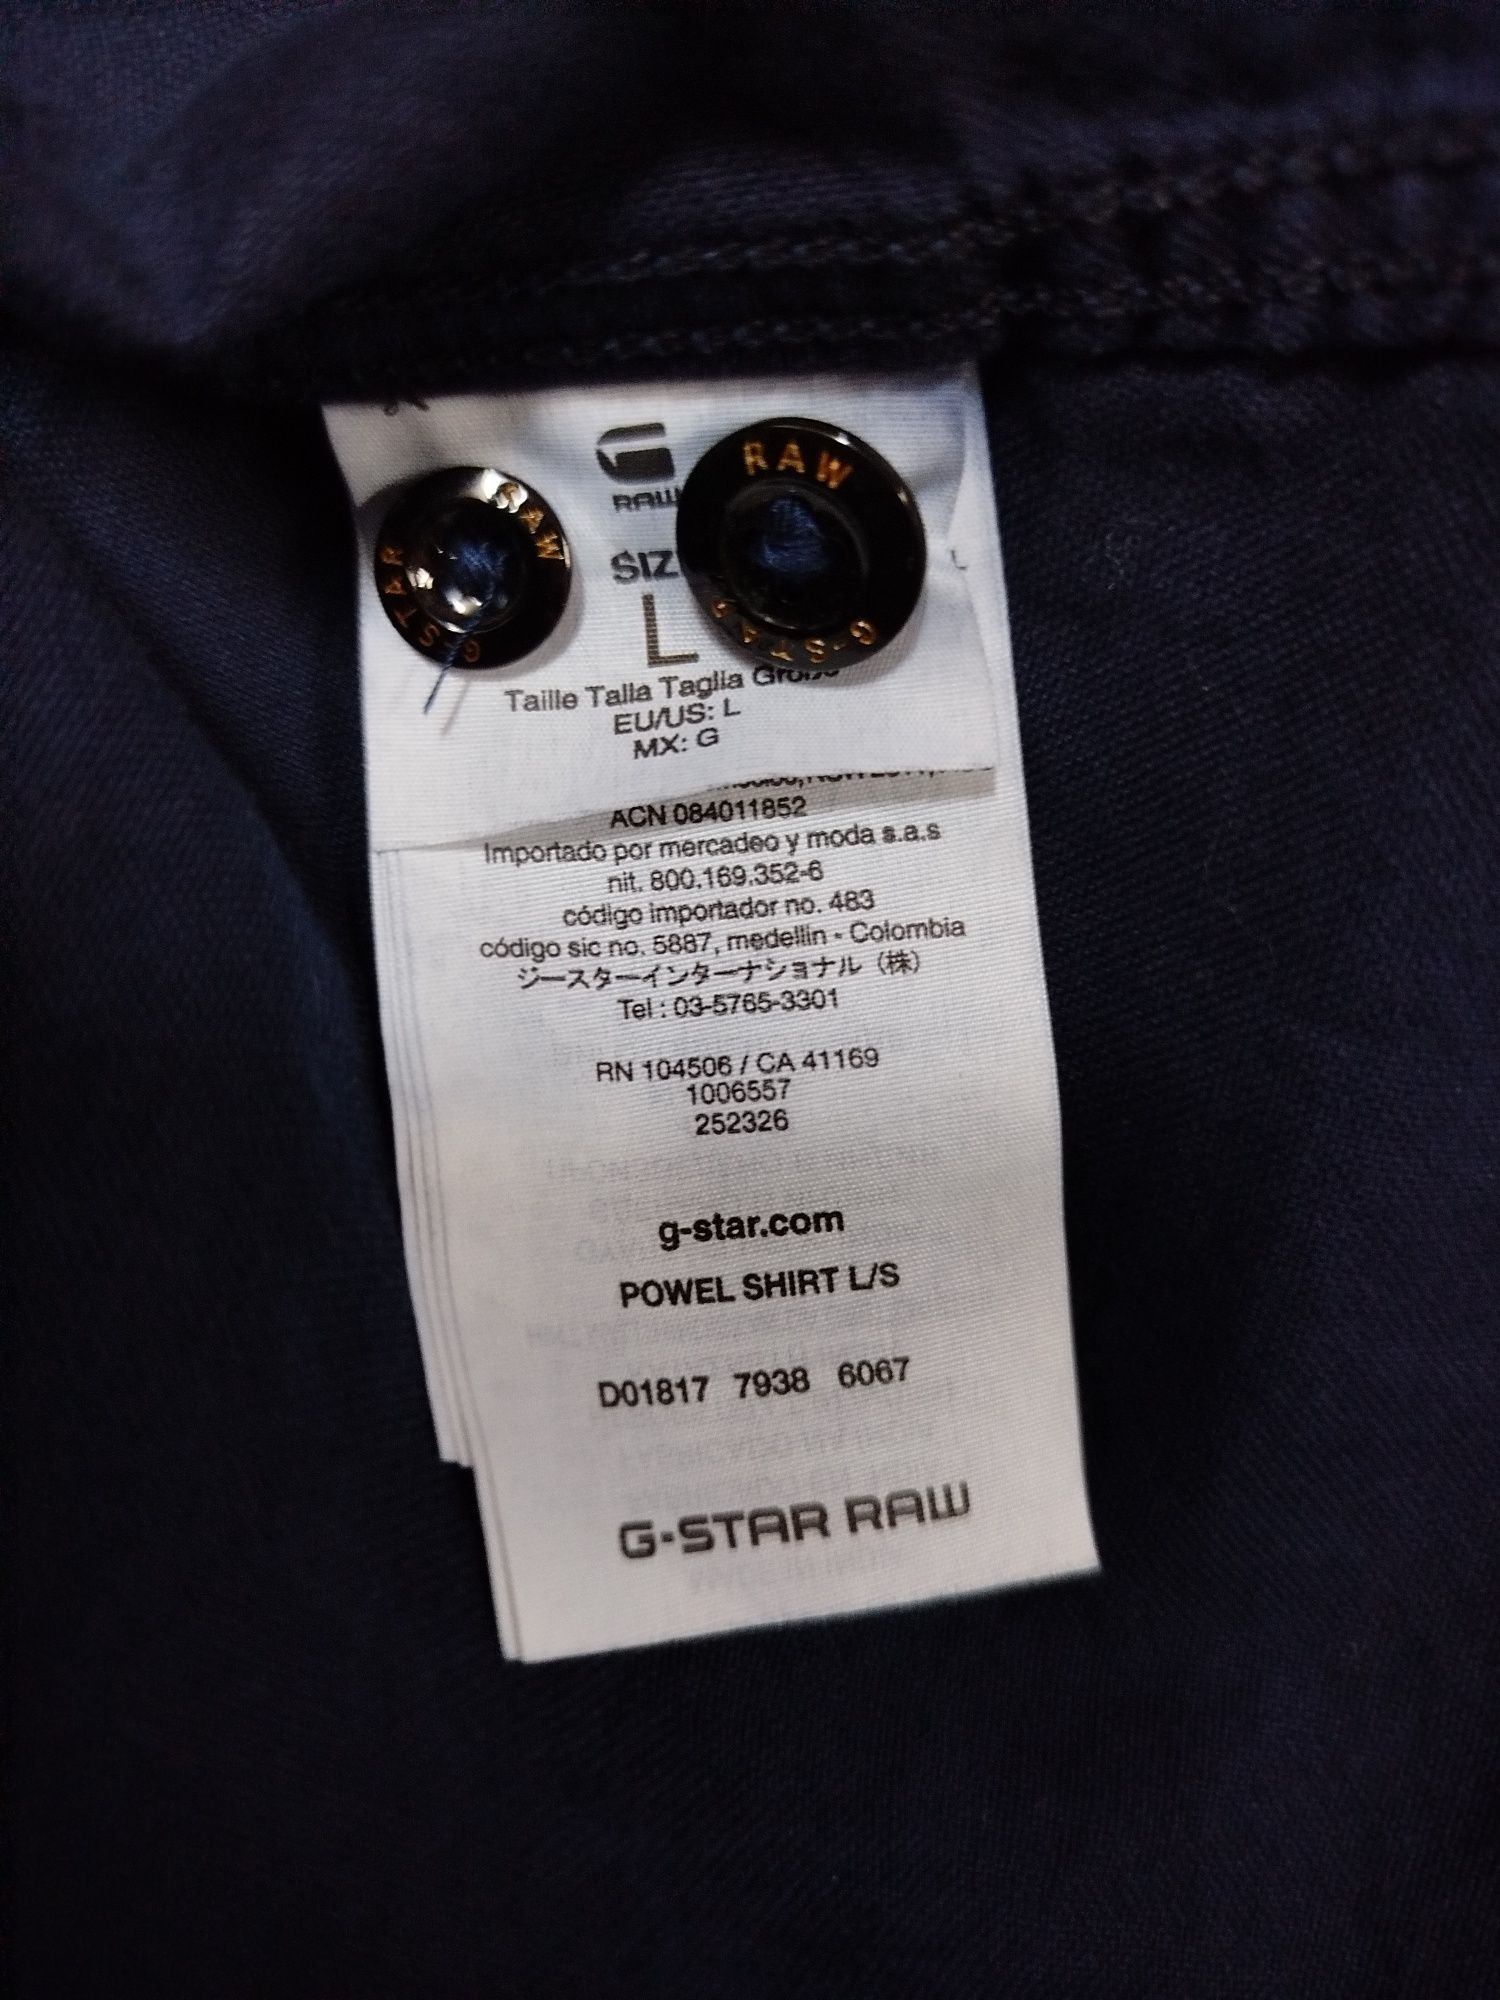 RAW
SIZ
L
RAW
G-STAR
RAW
G-STAR
L
Taille Talla Taglia Größe
EU/US: L
MX: G
ACN 084011852
Importado por mercadeo y moda s.a.s
nit. 800.169.352-6
código importador no. 483
código sic no. 5887, medellin - Colombia
ジースターインターナショナル（株）
Tel : 03-5765-3301
RN 104506 / CA 41169
1006557
252326
g-star.com
POWEL SHIRT L/S
D01817 7938 6067
G-STAR RAW